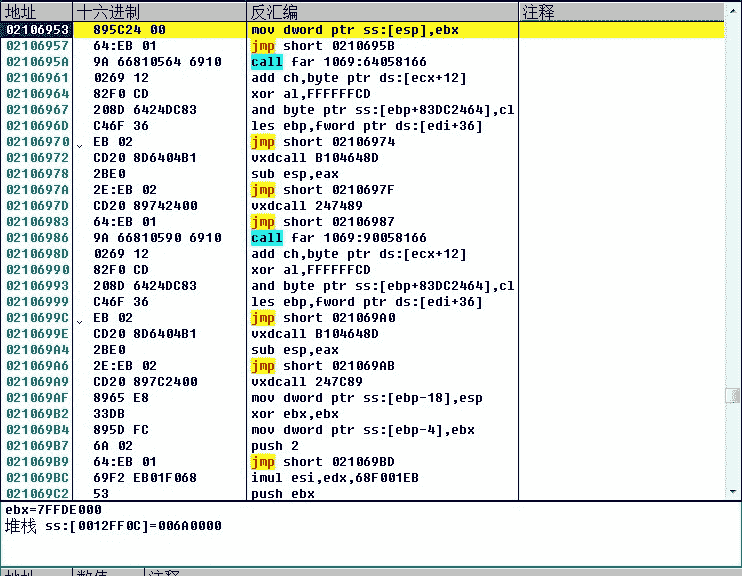 地址 十六进制 反汇编 注释
02106953 895C24 00 mov dword ptr ss:[esp],ebx
02106957 64:EB 01 jmp short 0210695B
0210695A 9A 66810564 6910 call far 1069:64058166
02106961 0269 12 add ch,byte ptr ds:[ecx+12]
02106964 82F0 CD xor al,FFFFFFCD
02106967 208D 6424DC83 and byte ptr ss:[ebp+83DC2464],cl
0210696D C46F 36 les ebp,fword ptr ds:[edi+36]
02106970 EB 02 jmp short 02106974
02106972 CD20 8D6404B1 vxdcall B104648D
02106978 2BE0 sub esp,eax
0210697A 2E:EB 02 jmp short 0210697F
0210697D CD20 89742400 vxdcall 247489
02106983 64:EB 01 jmp short 02106987
02106986 9A 66810590 6910 call far 1069:90058166
0210698D 0269 12 add ch,byte ptr ds:[ecx+12]
02106990 82F0 CD xor al,FFFFFFCD
02106993 208D 6424DC83 and byte ptr ss:[ebp+83DC2464],cl
02106999 C46F 36 les ebp,fword ptr ds:[edi+36]
0210699C EB 02 jmp short 021069A0
0210699E CD20 8D6404B1 vxdcall B104648D
021069A4 2BE0 sub esp,eax
021069A6 2E:EB 02 jmp short 021069AB
021069A9 CD20 897C2400 vxdcall 247C89
021069AF 8965 E8 mov dword ptr ss:[ebp-18],esp
021069B2 33DB xor ebx,ebx
021069B4 895D FC mov dword ptr ss:[ebp-4],ebx
021069B7 6A 02 push 2
021069B9 64:EB 01 jmp short 021069BD
021069BC 69F2 EB01F068 imul esi,edx,68F001EB
021069C2 53 push ebx
ebx=7FFDE000
堆栈 ss:[0012FF0C]=006A0000
地址 数值 注释